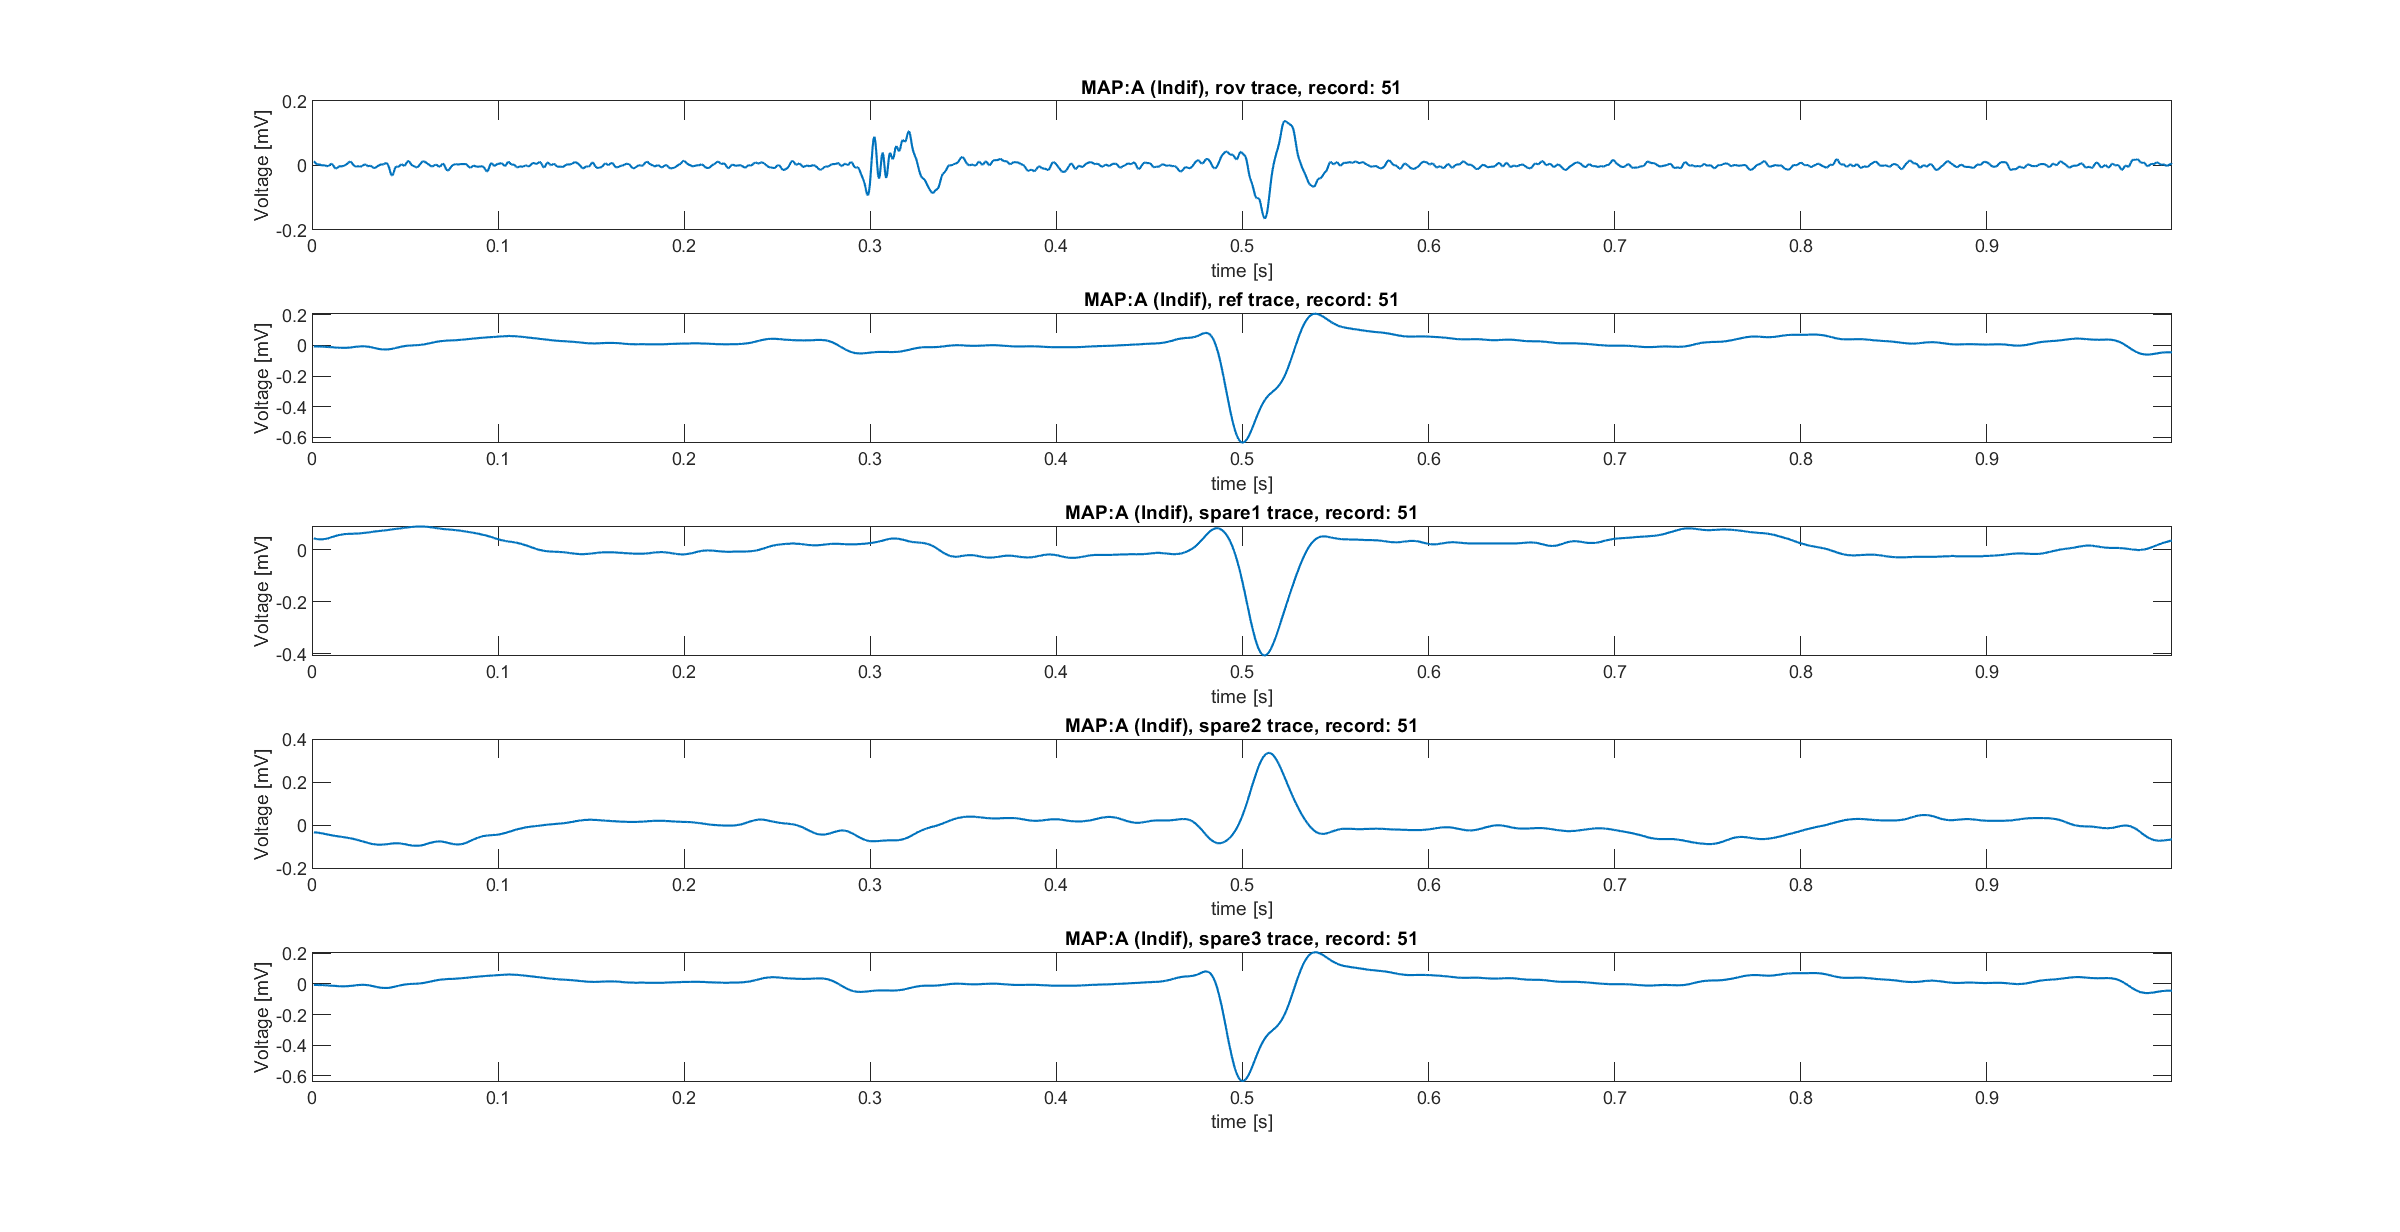 MAP:A (Indif), rov trace, record: 51
Voltage [mV]
0.2
0
-0.2
0 0.1 0.2 0.3 0.4 0.5 0.6 0.7 0.8 0.9
time [s]
MAP:A (Indif), ref trace, record: 51
Voltage [mV]
0.2
0
-0.2
-0.4
-0.6
0 0.1 0.2 0.3 0.4 0.5 0.6 0.7 0.8 0.9
time [s]
MAP:A (Indif), spare1 trace, record: 51
Voltage [mV]
0
-0.2
-0.4
0 0.1 0.2 0.3 0.4 0.5 0.6 0.7 0.8 0.9
time [s]
MAP:A (Indif), spare2 trace, record: 51
Voltage [mV]
0.4
0.2
0
-0.2
0 0.1 0.2 0.3 0.4 0.5 0.6 0.7 0.8 0.9
time [s]
MAP:A (Indif), spare3 trace, record: 51
Voltage [mV]
0.2
0
-0.2
-0.4
-0.6
0 0.1 0.2 0.3 0.4 0.5 0.6 0.7 0.8 0.9
time [s]